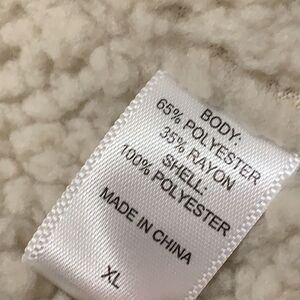 BODY:
65% POLYESTER
35% RAYON
SHELL:
100% POLYESTER
MADE IN CHINA
XL